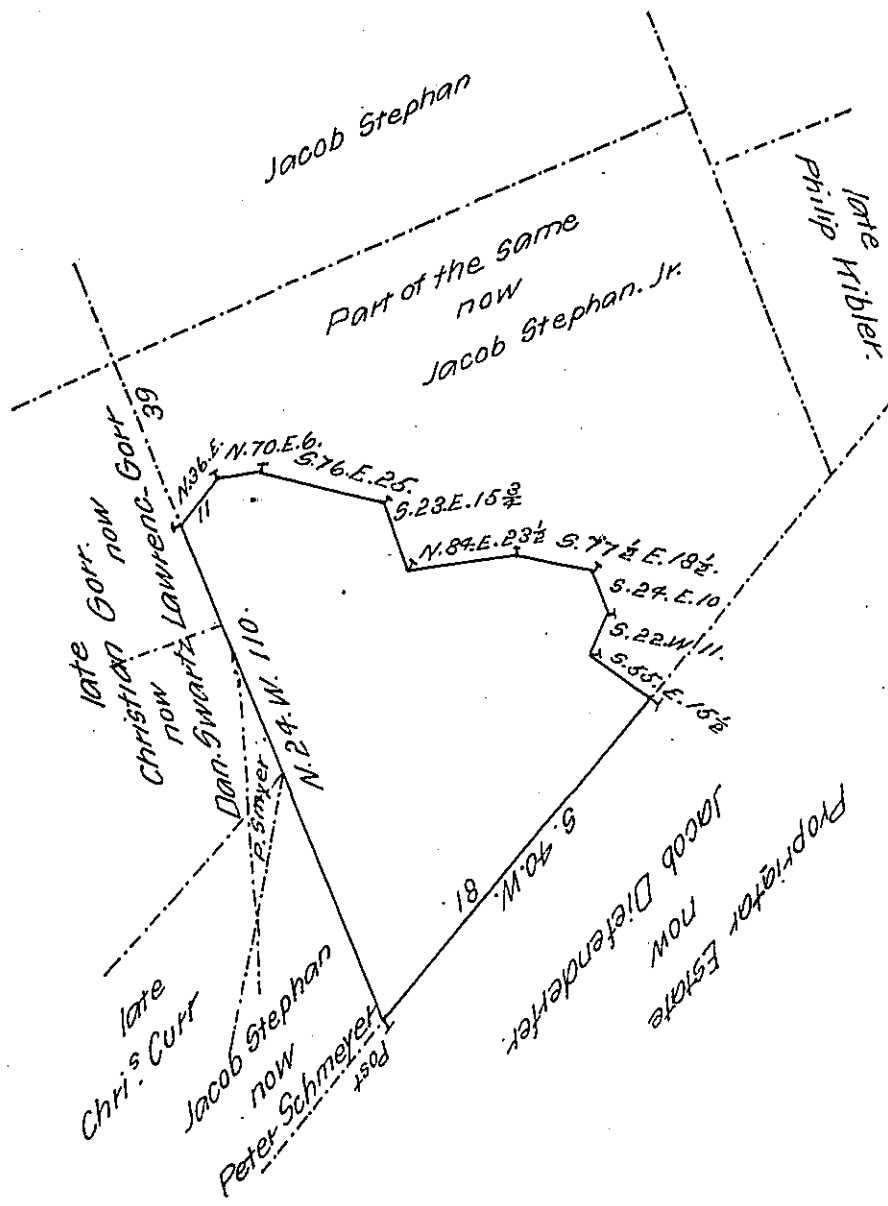 Jacob Stephan
Part of the Same
now
Jacob Stephan. Jr.
late
Philip Kibler.
39
N.36.E.
11
N.70.E.6.
S.76.E.25.
S.23.E.15¾
N.84.E.23½
S.77½ E.18½.
S.24.E.10
S.22.W.11.
S.55.E.15½
late
Christian Gorr.
now
Dan. Swartz
Gorr
now
Lawrenc. Gorr
N.24.W. 110.
P. Smyer
S.40.W.
81
Propriator Estate
now
Jacob Diefenderfer.
late
Chris. Curr
Jacob Stephan
now
Peter Schmeyer
Post